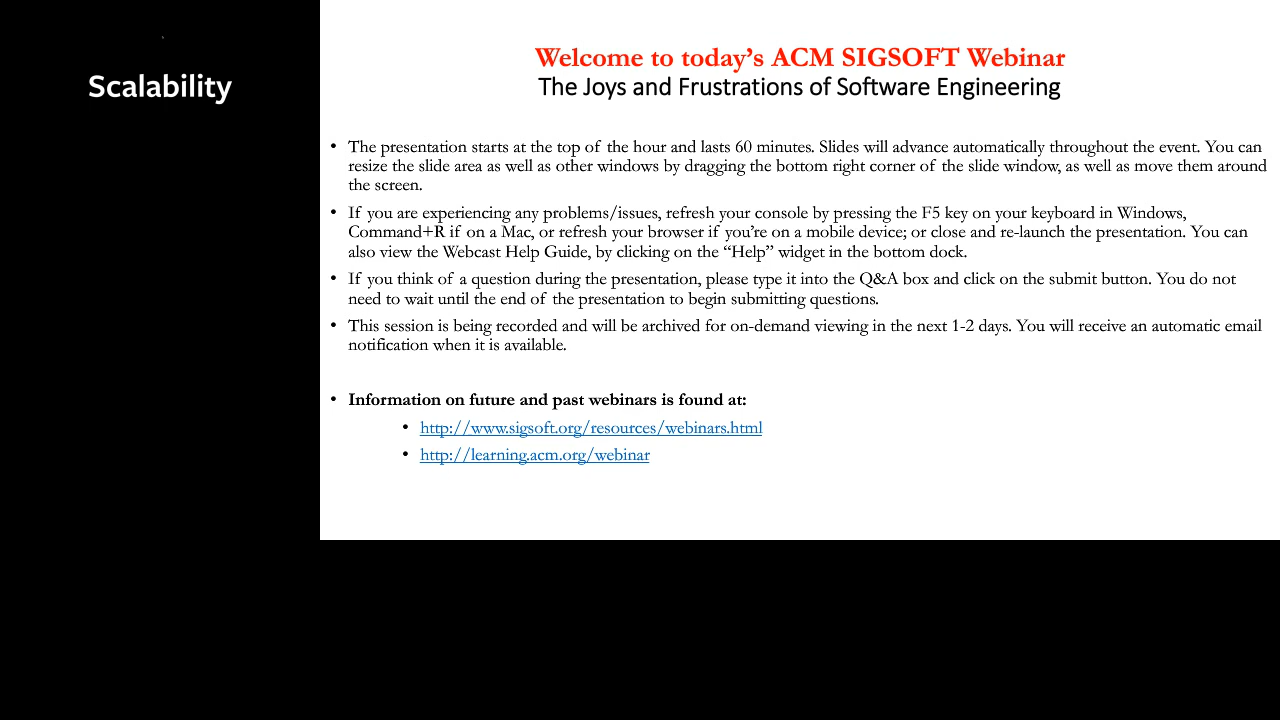 Scalability
Welcome to today’s ACM SIGSOFT Webinar
The Joys and Frustrations of Software Engineering
• The presentation starts at the top of the hour and lasts 60 minutes. Slides will advance automatically throughout the event. You can
resize the slide area as well as other windows by dragging the bottom right corner of the slide window, as well as move them around
the screen.
• If you are experiencing any problems/issues, refresh your console by pressing the F5 key on your keyboard in Windows,
Command+R if on a Mac, or refresh your browser if you’re on a mobile device; or close and re-launch the presentation. You can
also view the Webcast Help Guide, by clicking on the “Help” widget in the bottom dock.
• If you think of a question during the presentation, please type it into the Q&A box and click on the submit button. You do not
need to wait until the end of the presentation to begin submitting questions.
• This session is being recorded and will be archived for on-demand viewing in the next 1-2 days. You will receive an automatic email
notification when it is available.
• Information on future and past webinars is found at:
• http://www.sigsoft.org/resources/webinars.html
• http://learning.acm.org/webinar